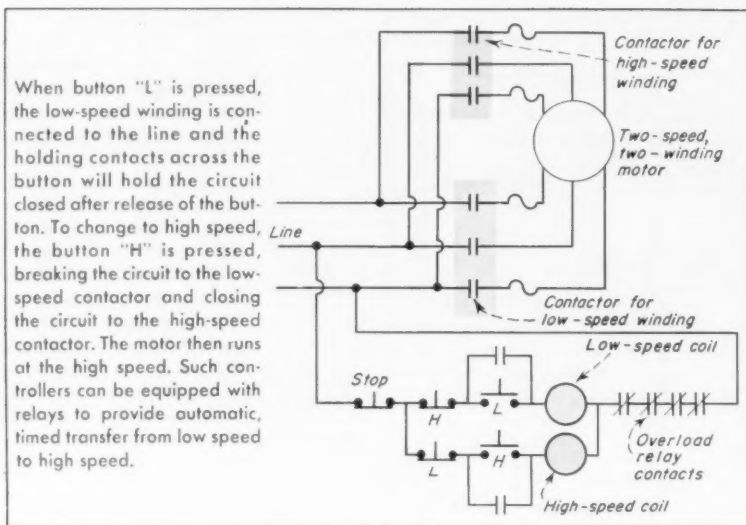 When button "L" is pressed,
the low-speed winding is con-
nected to the line and the
holding contacts across the
button will hold the circuit
closed after release of the but-
ton. To change to high speed,
the button "H" is pressed,
breaking the circuit to the low-
speed contactor and closing
the circuit to the high-speed
contactor. The motor then runs
at the high speed. Such con-
trollers can be equipped with
relays to provide automatic,
timed transfer from low speed
to high speed.
Contactor for
high-speed
winding
Two-speed,
two-winding
motor
Line
Contactor for
low-speed winding
Low-speed coil
Stop
H
L
L
H
Overload
relay
contacts
High-speed coil